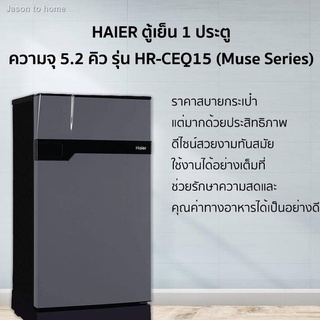 Jason to home
HAIER ตู้เย็น 1 ประตู
ความจุ 5.2 คิว รุ่น HR-CEQ15 (Muse Series)
ราคาสบายกระเป๋า
แต่มากด้วยประสิทธิภาพ
ดีไซน์สวยงามทันสมัย
ใช้งานได้อย่างเต็มที่
ช่วยรักษาความสดและ
คุณค่าทางอาหารได้เป็นอย่างดี
Haier